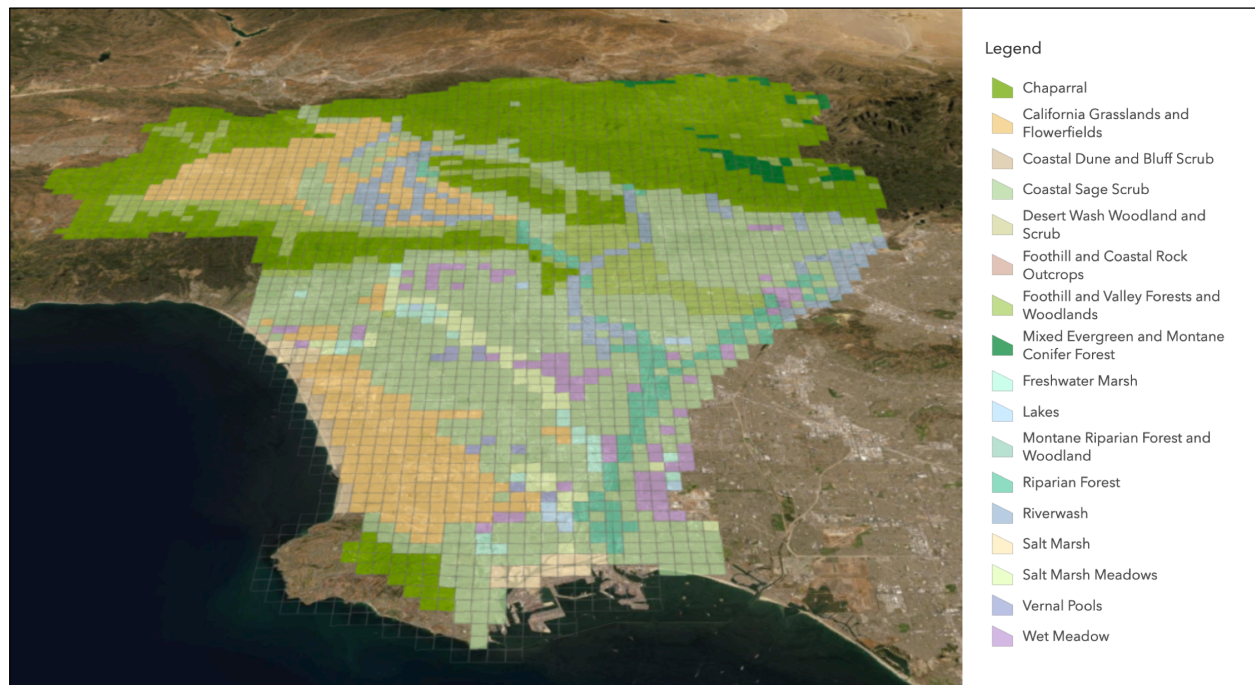 Legend
Chaparral
California Grasslands and
Flowerfields
Coastal Dune and Bluff Scrub
Coastal Sage Scrub
Desert Wash Woodland and
Scrub
Foothill and Coastal Rock
Outcrops
Foothill and Valley Forests and
Woodlands
Mixed Evergreen and Montane
Conifer Forest
Freshwater Marsh
Lakes
Montane Riparian Forest and
Woodland
Riparian Forest
Riverwash
Salt Marsh
Salt Marsh Meadows
Vernal Pools
Wet Meadow